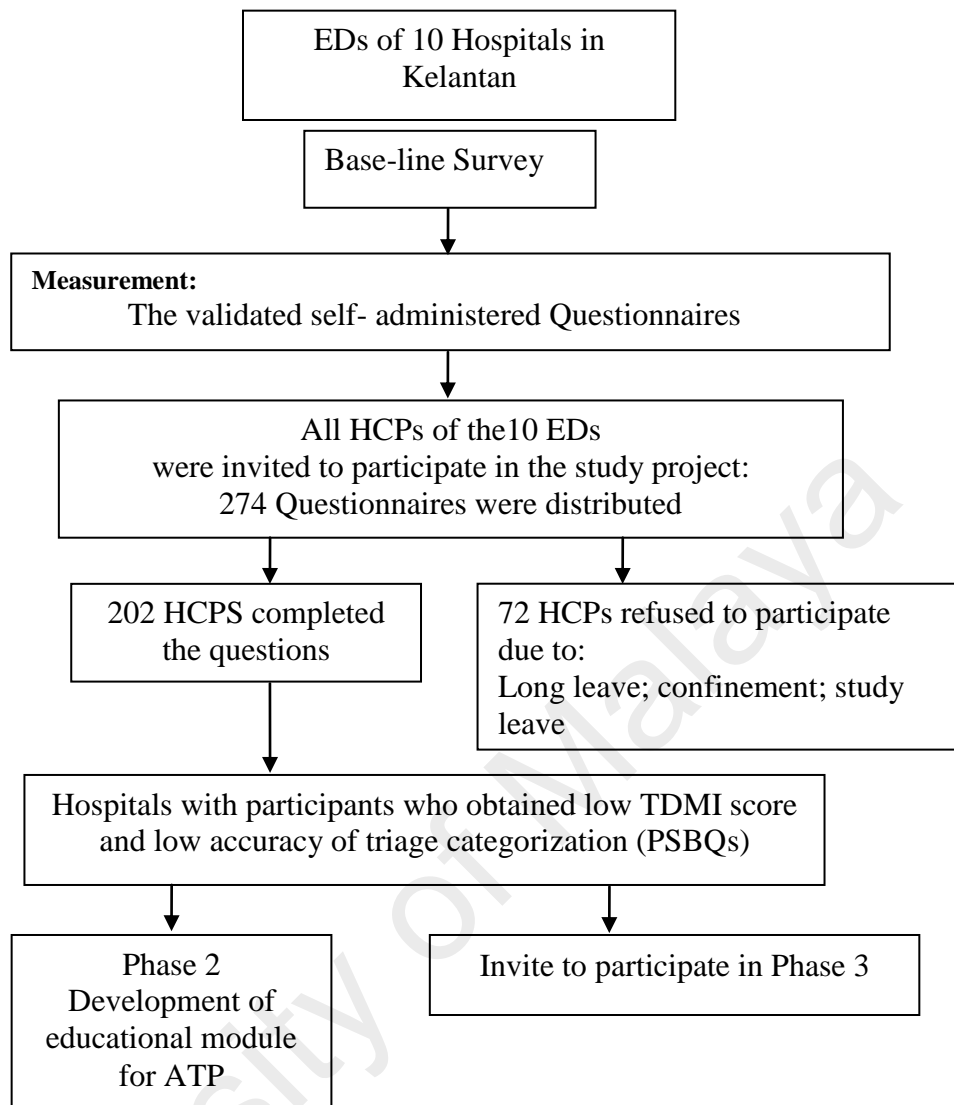 EDs of 10 Hospitals in
Kelantan
Base-line Survey
Measurement:
The validated self- administered Questionnaires
All HCPs of the10 EDs
were invited to participate in the study project:
274 Questionnaires were distributed
202 HCPS completed
the questions
72 HCPs refused to participate
due to:
Long leave; confinement; study
leave
Hospitals with participants who obtained low TDMI score
and low accuracy of triage categorization (PSBQs)
Phase 2
Development of
educational module
for ATP
Invite to participate in Phase 3
sity of Malaya